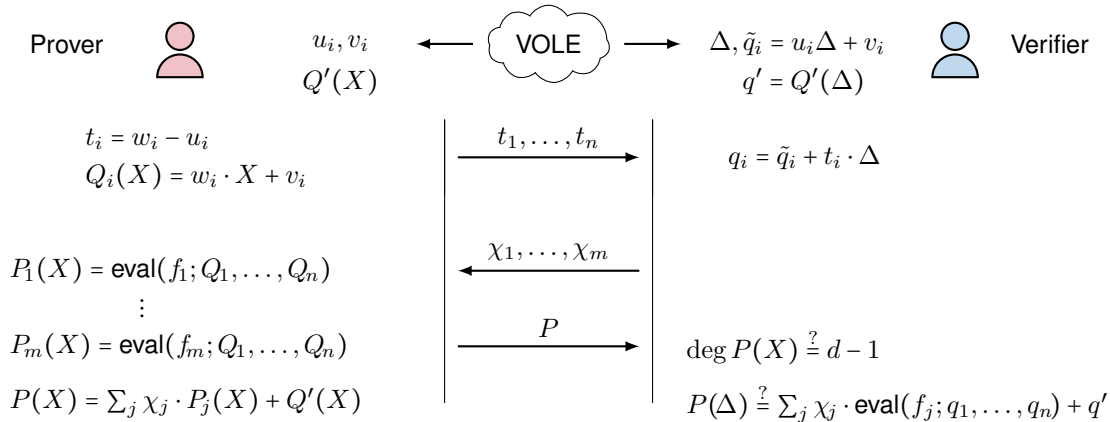 Prover
u_i, v_i
Q′(X)
VOLE
Δ, q̃_i = u_iΔ + v_i
q′ = Q′(Δ)
Verifier
t_i = w_i − u_i
Q_i(X) = w_i · X + v_i
t_1, . . . , t_n
q_i = q̃_i + t_i · Δ
χ_1, . . . , χ_m
P_1(X) = eval(f_1; Q_1, . . . , Q_n)
⋮
P_m(X) = eval(f_m; Q_1, . . . , Q_n)
P
deg P(X) ≟ d − 1
P(X) = ∑_j χ_j · P_j(X) + Q′(X)
P(Δ) ≟ ∑_j χ_j · eval(f_j; q_1, . . . , q_n) + q′